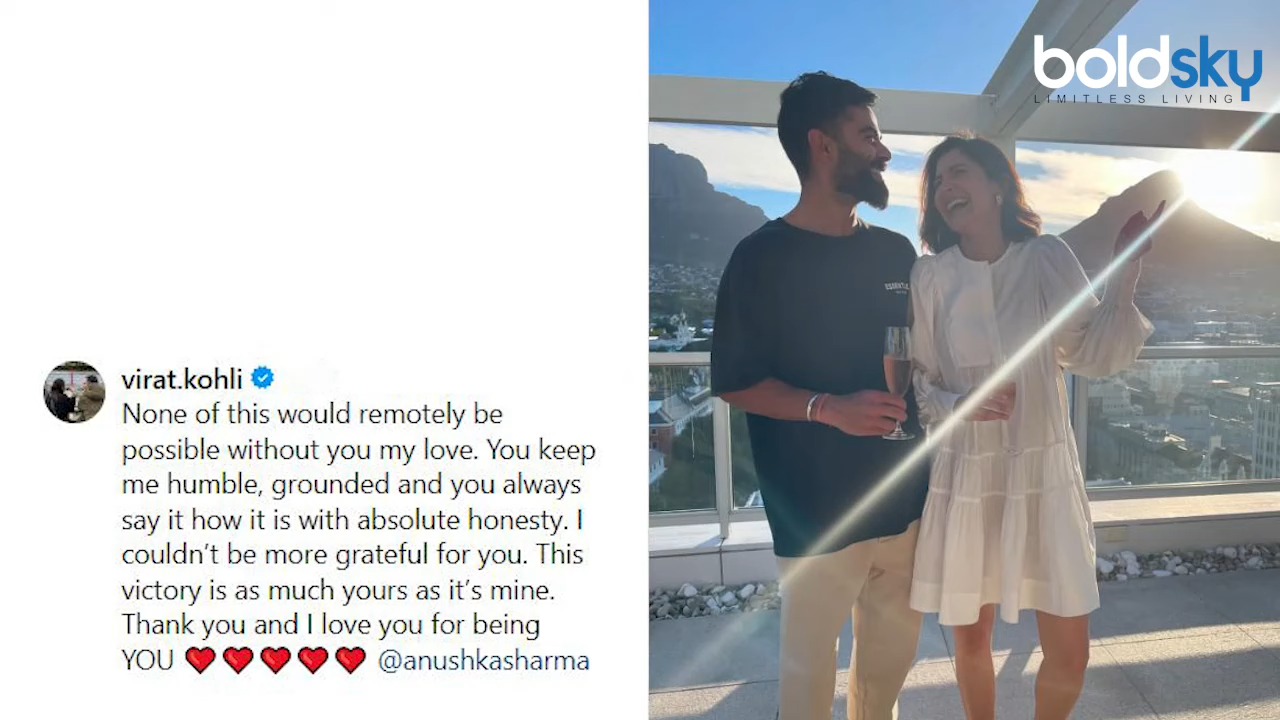 boldsky
LIMITLESS LIVING
virat.kohli
None of this would remotely be
possible without you my love. You keep
me humble, grounded and you always
say it how it is with absolute honesty. I
couldn’t be more grateful for you. This
victory is as much yours as it’s mine.
Thank you and I love you for being
YOU ❤️❤️❤️❤️❤️ @anushkasharma